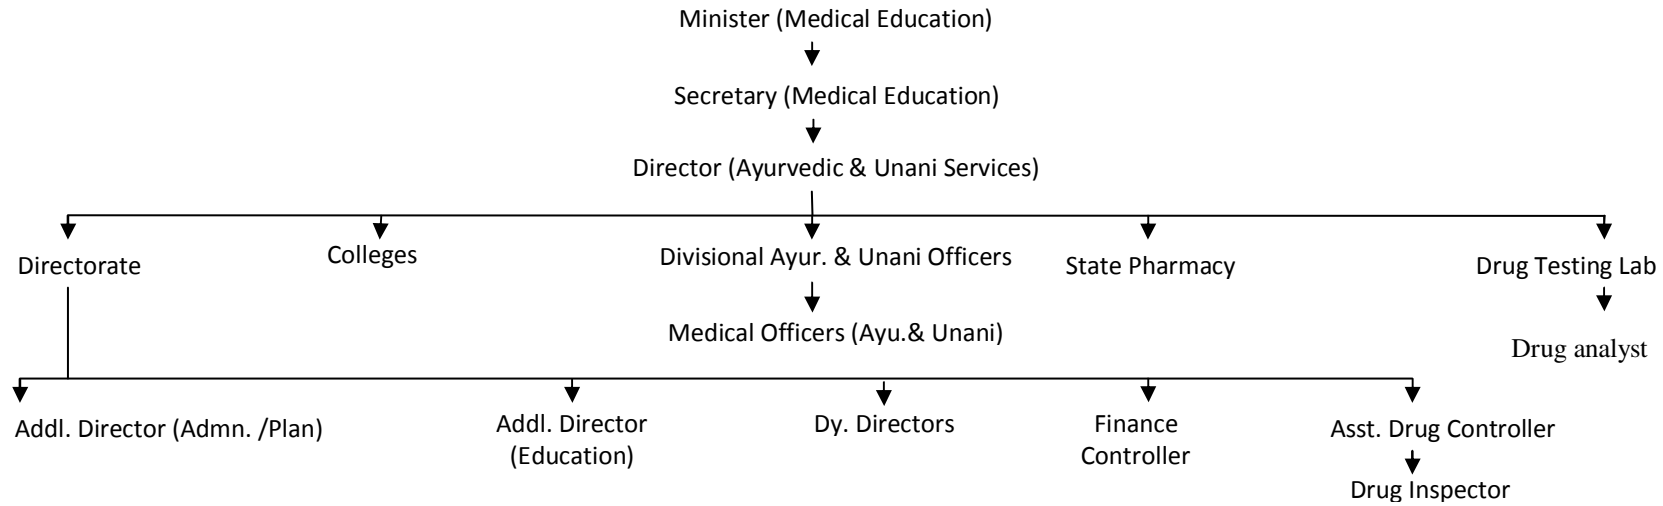 Minister (Medical Education)
Secretary (Medical Education)
Director (Ayurvedic & Unani Services)
Directorate
Colleges
Divisional Ayur. & Unani Officers
State Pharmacy
Drug Testing Lab
Medical Officers (Ayu.& Unani)
Drug analyst
Addl. Director (Admn. /Plan)
Addl. Director
(Education)
Dy. Directors
Finance
Controller
Asst. Drug Controller
Drug Inspector